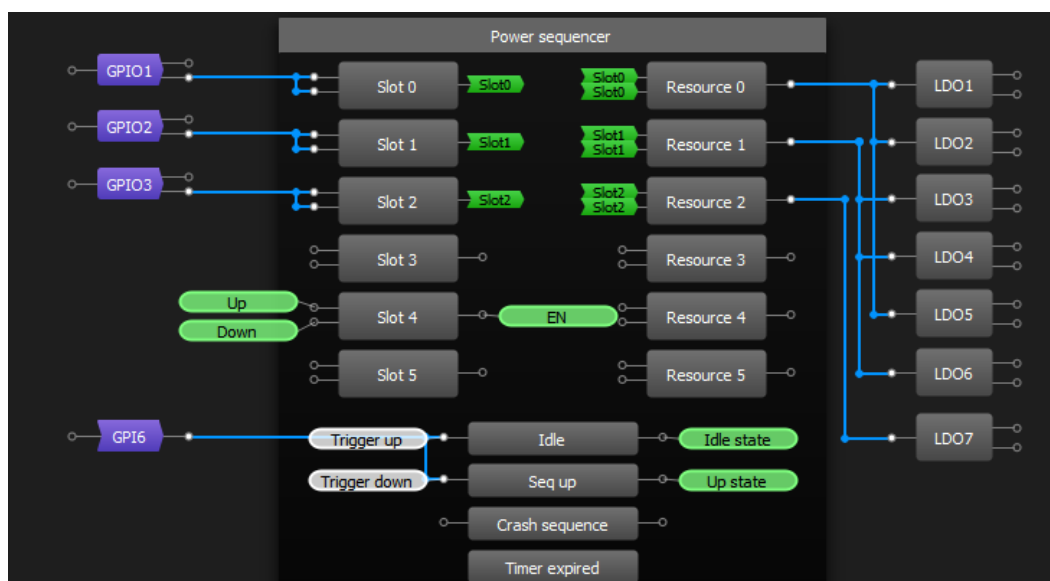 Power sequencer
GPIO1
Slot 0
Slot0
Slot0
Slot0
Resource 0
LDO1
GPIO2
Slot 1
Slot1
Slot1
Slot1
Resource 1
LDO2
GPIO3
Slot 2
Slot2
Slot2
Slot2
Resource 2
LDO3
Slot 3
Resource 3
LDO4
Up
Down
Slot 4
EN
Resource 4
LDO5
Slot 5
Resource 5
LDO6
GPI6
Trigger up
Idle
Idle state
LDO7
Trigger down
Seq up
Up state
Crash sequence
Timer expired